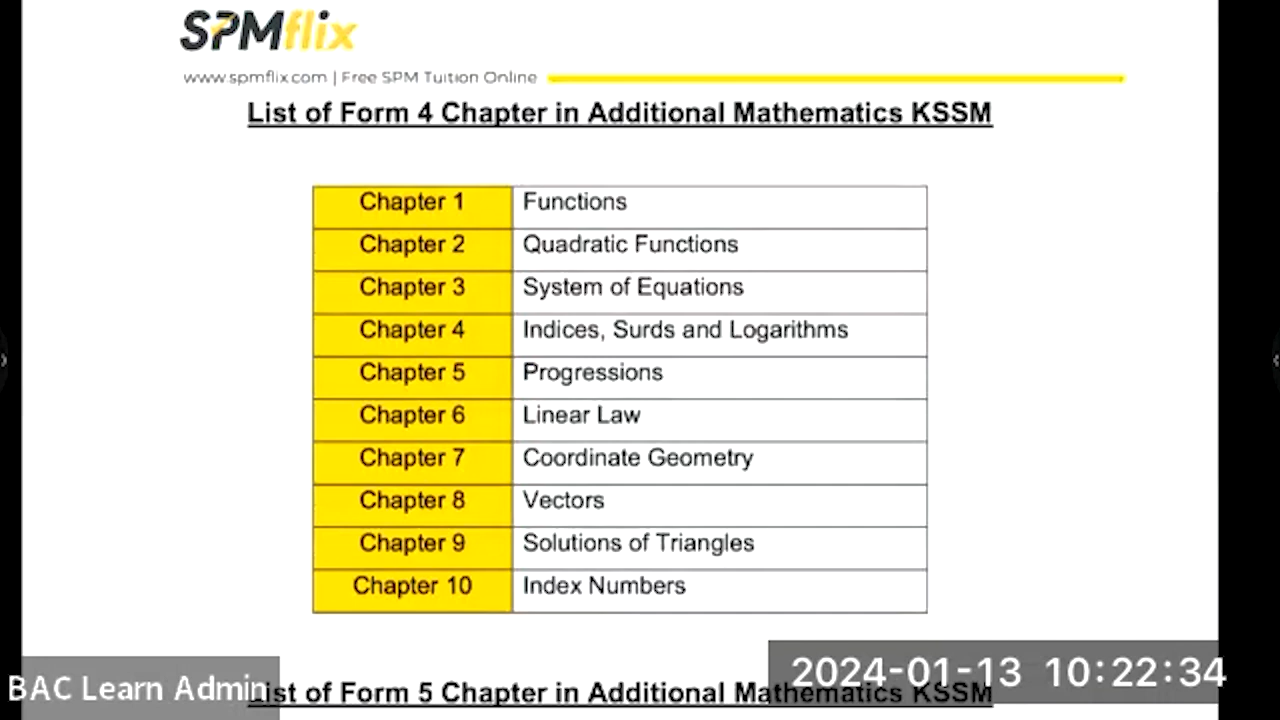 SPMflix
www.spmflix.com | Free SPM Tuition Online
List of Form 4 Chapter in Additional Mathematics KSSM
Chapter 1 Functions
Chapter 2 Quadratic Functions
Chapter 3 System of Equations
Chapter 4 Indices, Surds and Logarithms
Chapter 5 Progressions
Chapter 6 Linear Law
Chapter 7 Coordinate Geometry
Chapter 8 Vectors
Chapter 9 Solutions of Triangles
Chapter 10 Index Numbers
2024-01-13 10:22:34
BAC Learn Admin
List of Form 5 Chapter in Additional Mathematics KSSM